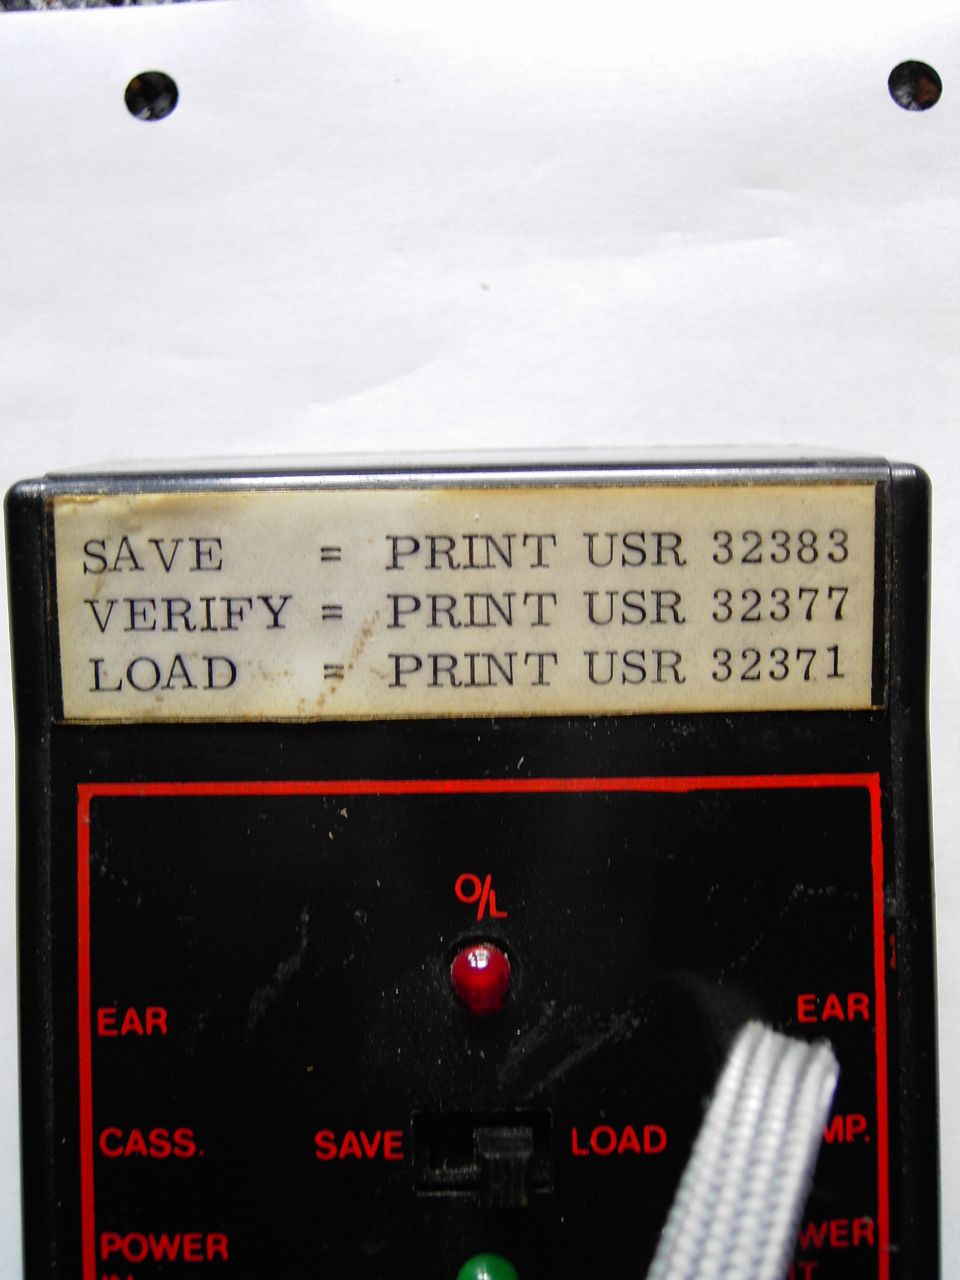 SAVE = PRINT USR 32383
VERIFY = PRINT USR 32377
LOAD = PRINT USR 32371
O/L
EAR EAR
CASS. SAVE LOAD
POWER